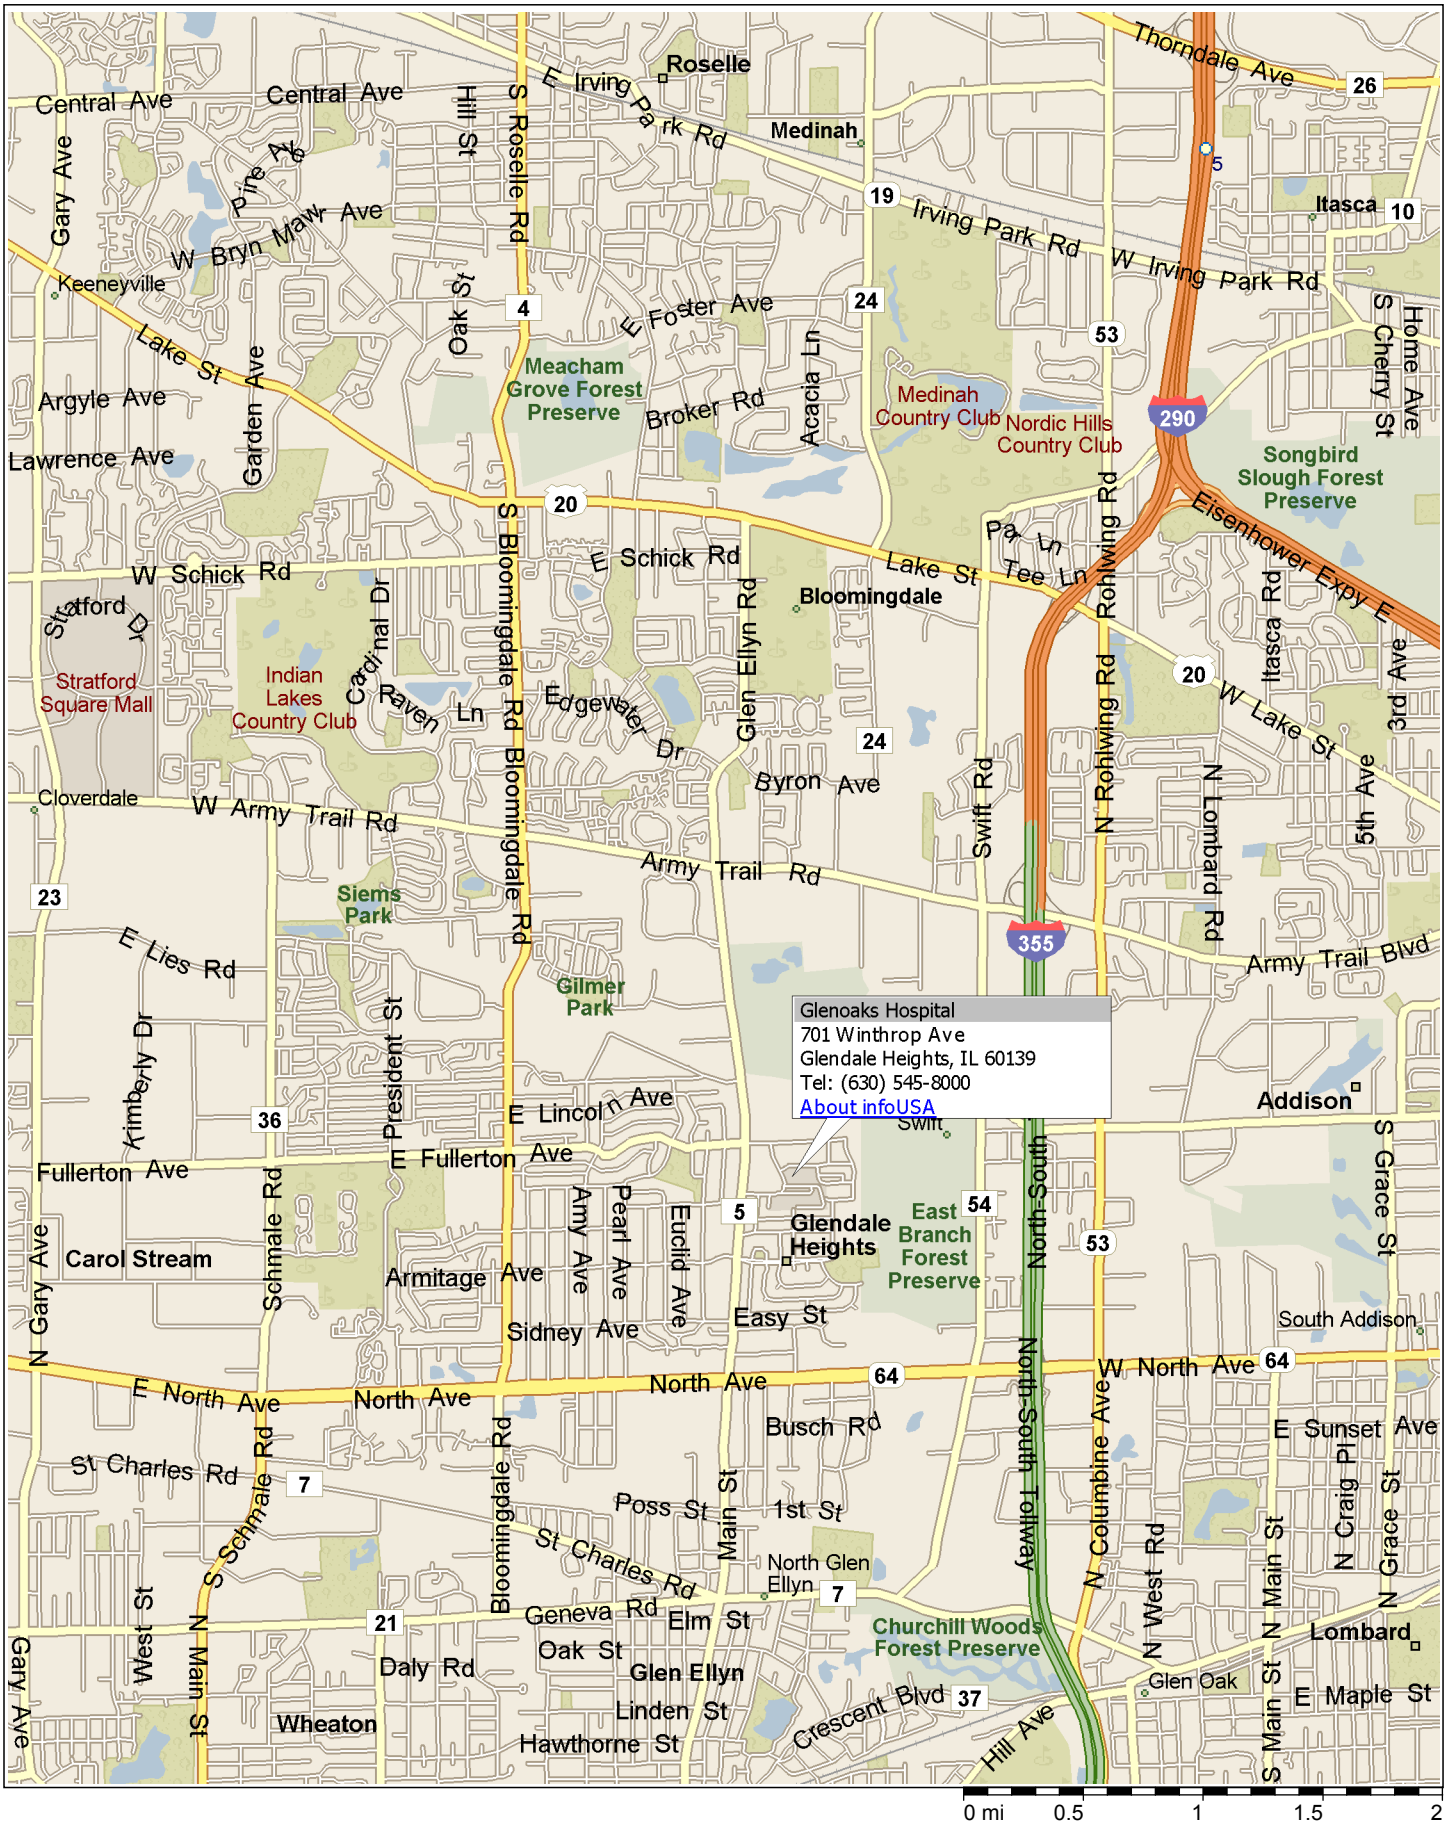 Thorndale Ave
26
Roselle
E Irving Park Rd
Central Ave
Central Ave
Hill St
S Roselle Rd
Medinah
5
Gary Ave
Pine Ave
19
Itasca
10
W Bryn Mawr Ave
Irving Park Rd
W Irving Park Rd
Keeneyville
Oak St
4
E Foster Ave
24
53
S Cherry St
Home Ave
Lake St
Garden Ave
Meacham
Grove Forest
Preserve
Acacia Ln
Argyle Ave
Broker Rd
Medinah
Country Club
Nordic Hills
Country Club
290
Lawrence Ave
Songbird
Slough Forest
Preserve
20
S Bloomingdale Rd
Rohlwing Rd
Eisenhower Expy E
Par Ln
E Schick Rd
Lake St
Tee Ln
W Schick Rd
Stratford Dr
Cardinal Dr
Glen Ellyn Rd
Bloomingdale
Itasca Rd
Stratford
Square Mall
Indian
Lakes
Country Club
Raven Ln
Edgewater Dr
20
W Lake St
3rd Ave
24
N Rohlwing Rd
Byron Ave
Swift Rd
N Lombard Rd
5th Ave
Cloverdale
W Army Trail Rd
Bloomingdale Rd
Army Trail Rd
23
Siems
Park
355
Army Trail Blvd
E Lies Rd
Gilmer
Park
Glenoaks Hospital
701 Winthrop Ave
Glendale Heights, IL 60139
Tel: (630) 545-8000
About infoUSA
Kimberly Dr
President St
36
E Lincoln Ave
Swift
Addison
Fullerton Ave
E Fullerton Ave
North-South
S Grace St
Schmale Rd
Amy Ave
Pearl Ave
Euclid Ave
5
54
Glendale
Heights
East
Branch
Forest
Preserve
53
Carol Stream
N Gary Ave
Armitage Ave
Easy St
Sidney Ave
South Addison
E North Ave
North Ave
North Ave
64
W North Ave
64
North-South Tollway
N Columbine Ave
Busch Rd
E Sunset Ave
St Charles Rd
7
S Schmale Rd
Bloomingdale Rd
Poss St
Main St
1st St
N Craig Pl
N Grace St
St Charles Rd
North Glen
Ellyn
7
N West Rd
N Main St
West St
N Main St
21
Geneva Rd
Elm St
Churchill Woods
Forest Preserve
Lombard
Gary Ave
Oak St
Daly Rd
Glen Ellyn
Glen Oak
Crescent Blvd
37
E Maple St
Linden St
Wheaton
Hawthorne St
Hill Ave
S Main St
0 mi
0.5
1
1.5
2